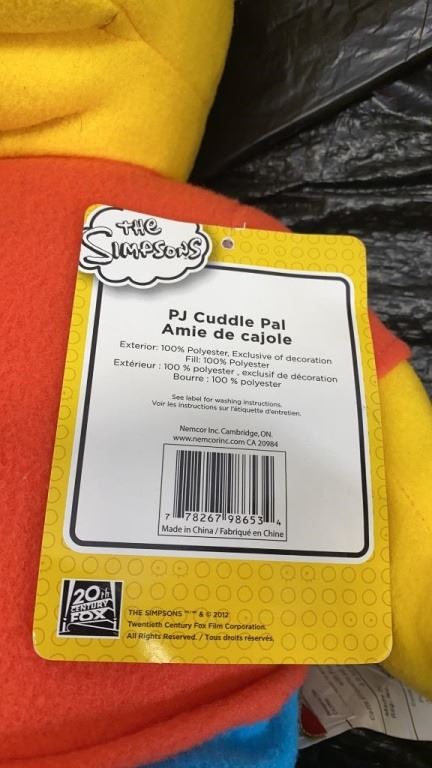 THE
SIMPSONS
PJ Cuddle Pal
Amie de cajole
Exterior: 100% Polyester, Exclusive of decoration
Fill: 100% Polyester
Extérieur : 100 % polyester , exclusif de décoration
Bourre : 100 % polyester
See label for washing instructions.
Voir les instructions sur l'étiquette d'entretien.
Nemcor Inc. Cambridge, ON.
www.nemcorinc.com CA 20984
7 78267 98653 4
Made in China / Fabriqué en Chine
20th
CENTURY
FOX
THE SIMPSONS ™ & © 2012
Twentieth Century Fox Film Corporation.
All Rights Reserved. / Tous droits réservés.